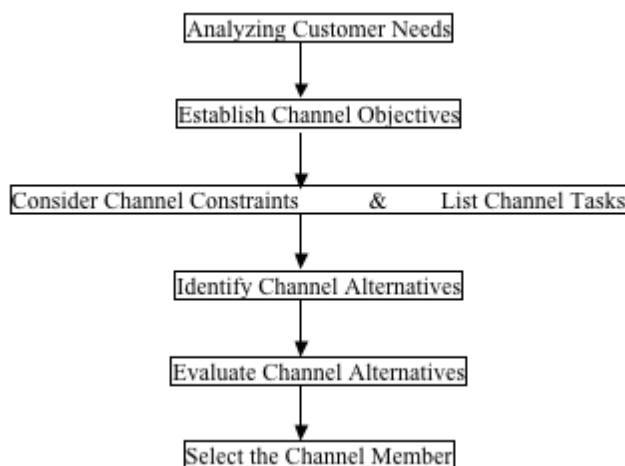 Analyzing Customer Needs
Establish Channel Objectives
Consider Channel Constraints & List Channel Tasks
Identify Channel Alternatives
Evaluate Channel Alternatives
Select the Channel Member